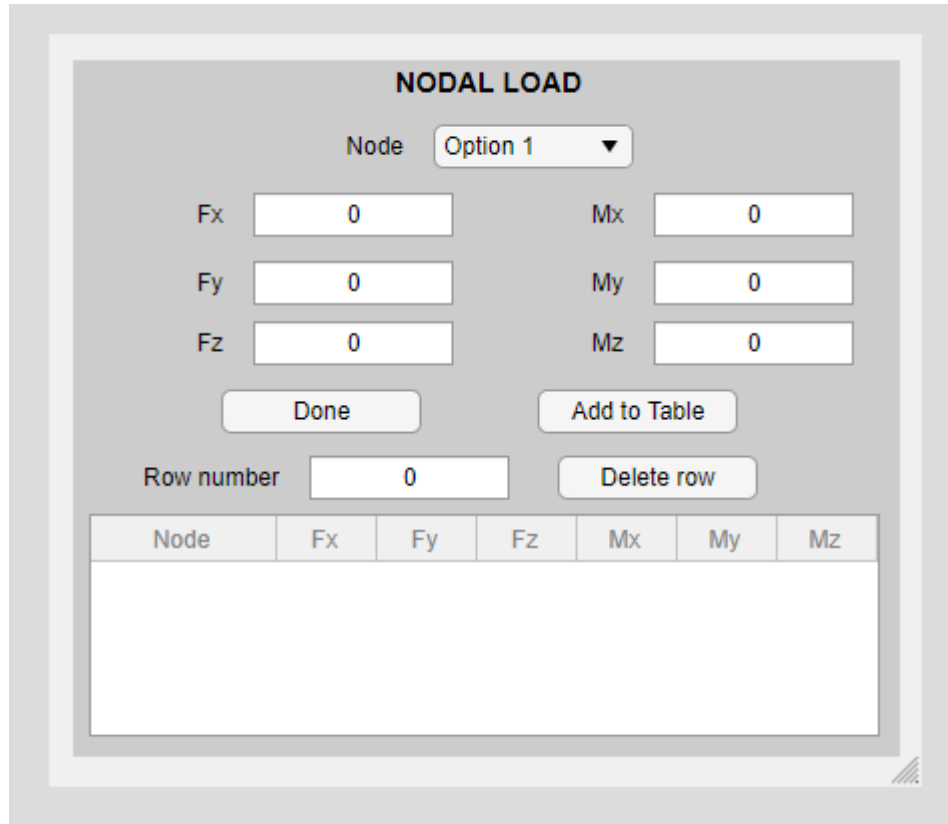 NODAL LOAD
Node Option 1
Fx 0 Mx 0
Fy 0 My 0
Fz 0 Mz 0
Done Add to Table
Row number 0 Delete row
Node Fx Fy Fz Mx My Mz